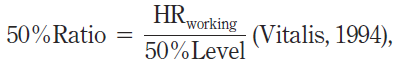 50%Ratio = HRworking / 50%Level (Vitalis, 1994),